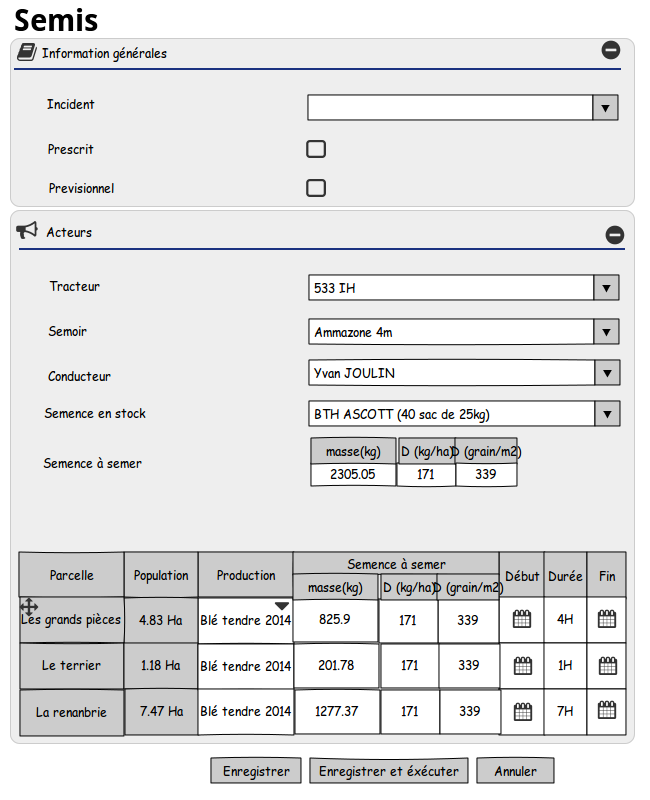 Semis
Information générales
Incident
Prescrit
Previsionnel
Acteurs
Tracteur 533 IH
Semoir Ammazone 4m
Conducteur Yvan JOULIN
Semence en stock BTH ASCOTT (40 sac de 25kg)
masse(kg) D (kg/ha) D (grain/m2)
Semence à semer 2305.05 171 339
Parcelle Population Production Semence à semer Début Durée Fin
masse(kg) D (kg/ha) D (grain/m2)
Les grands pièces 4.83 Ha Blé tendre 2014 825.9 171 339 4H
Le terrier 1.18 Ha Blé tendre 2014 201.78 171 339 1H
La renanbrie 7.47 Ha Blé tendre 2014 1277.37 171 339 7H
Enregistrer Enregistrer et éxécuter Annuler